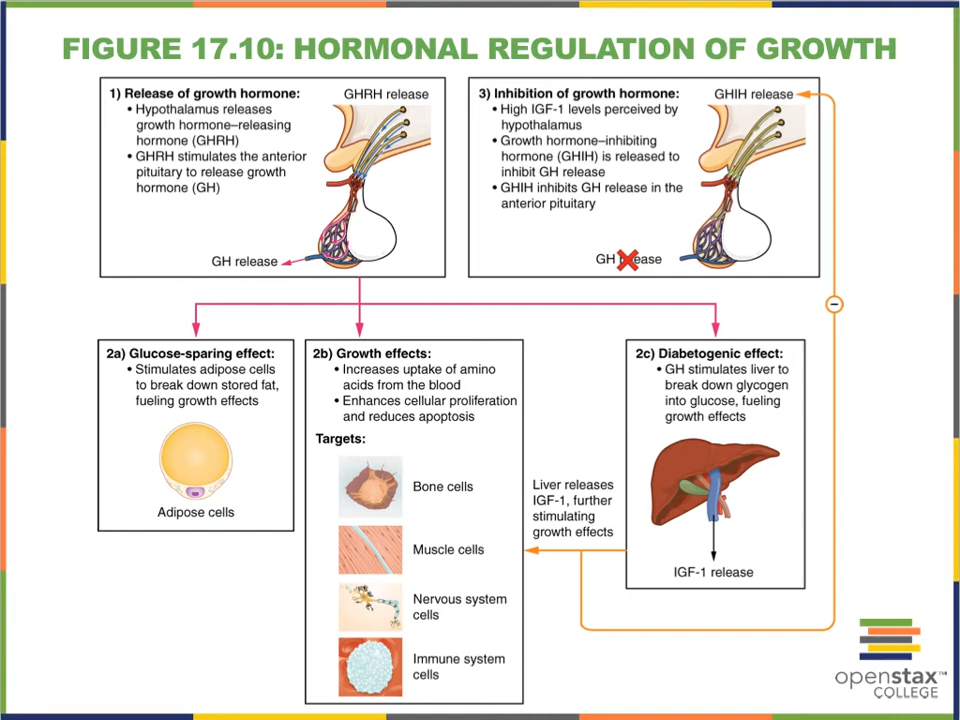 FIGURE 17.10: HORMONAL REGULATION OF GROWTH
1) Release of growth hormone:
• Hypothalamus releases
growth hormone–releasing
hormone (GHRH)
• GHRH stimulates the anterior
pituitary to release growth
hormone (GH)
GHRH release
GH release
3) Inhibition of growth hormone:
• High IGF-1 levels perceived by
hypothalamus
• Growth hormone–inhibiting
hormone (GHIH) is released to
inhibit GH release
• GHIH inhibits GH release in the
anterior pituitary
GHIH release
GH release
–
2a) Glucose-sparing effect:
• Stimulates adipose cells
to break down stored fat,
fueling growth effects
Adipose cells
2b) Growth effects:
• Increases uptake of amino
acids from the blood
• Enhances cellular proliferation
and reduces apoptosis
Targets:
Bone cells
Muscle cells
Nervous system
cells
Immune system
cells
Liver releases
IGF-1, further
stimulating
growth effects
2c) Diabetogenic effect:
• GH stimulates liver to
break down glycogen
into glucose, fueling
growth effects
IGF-1 release
openstax™
COLLEGE